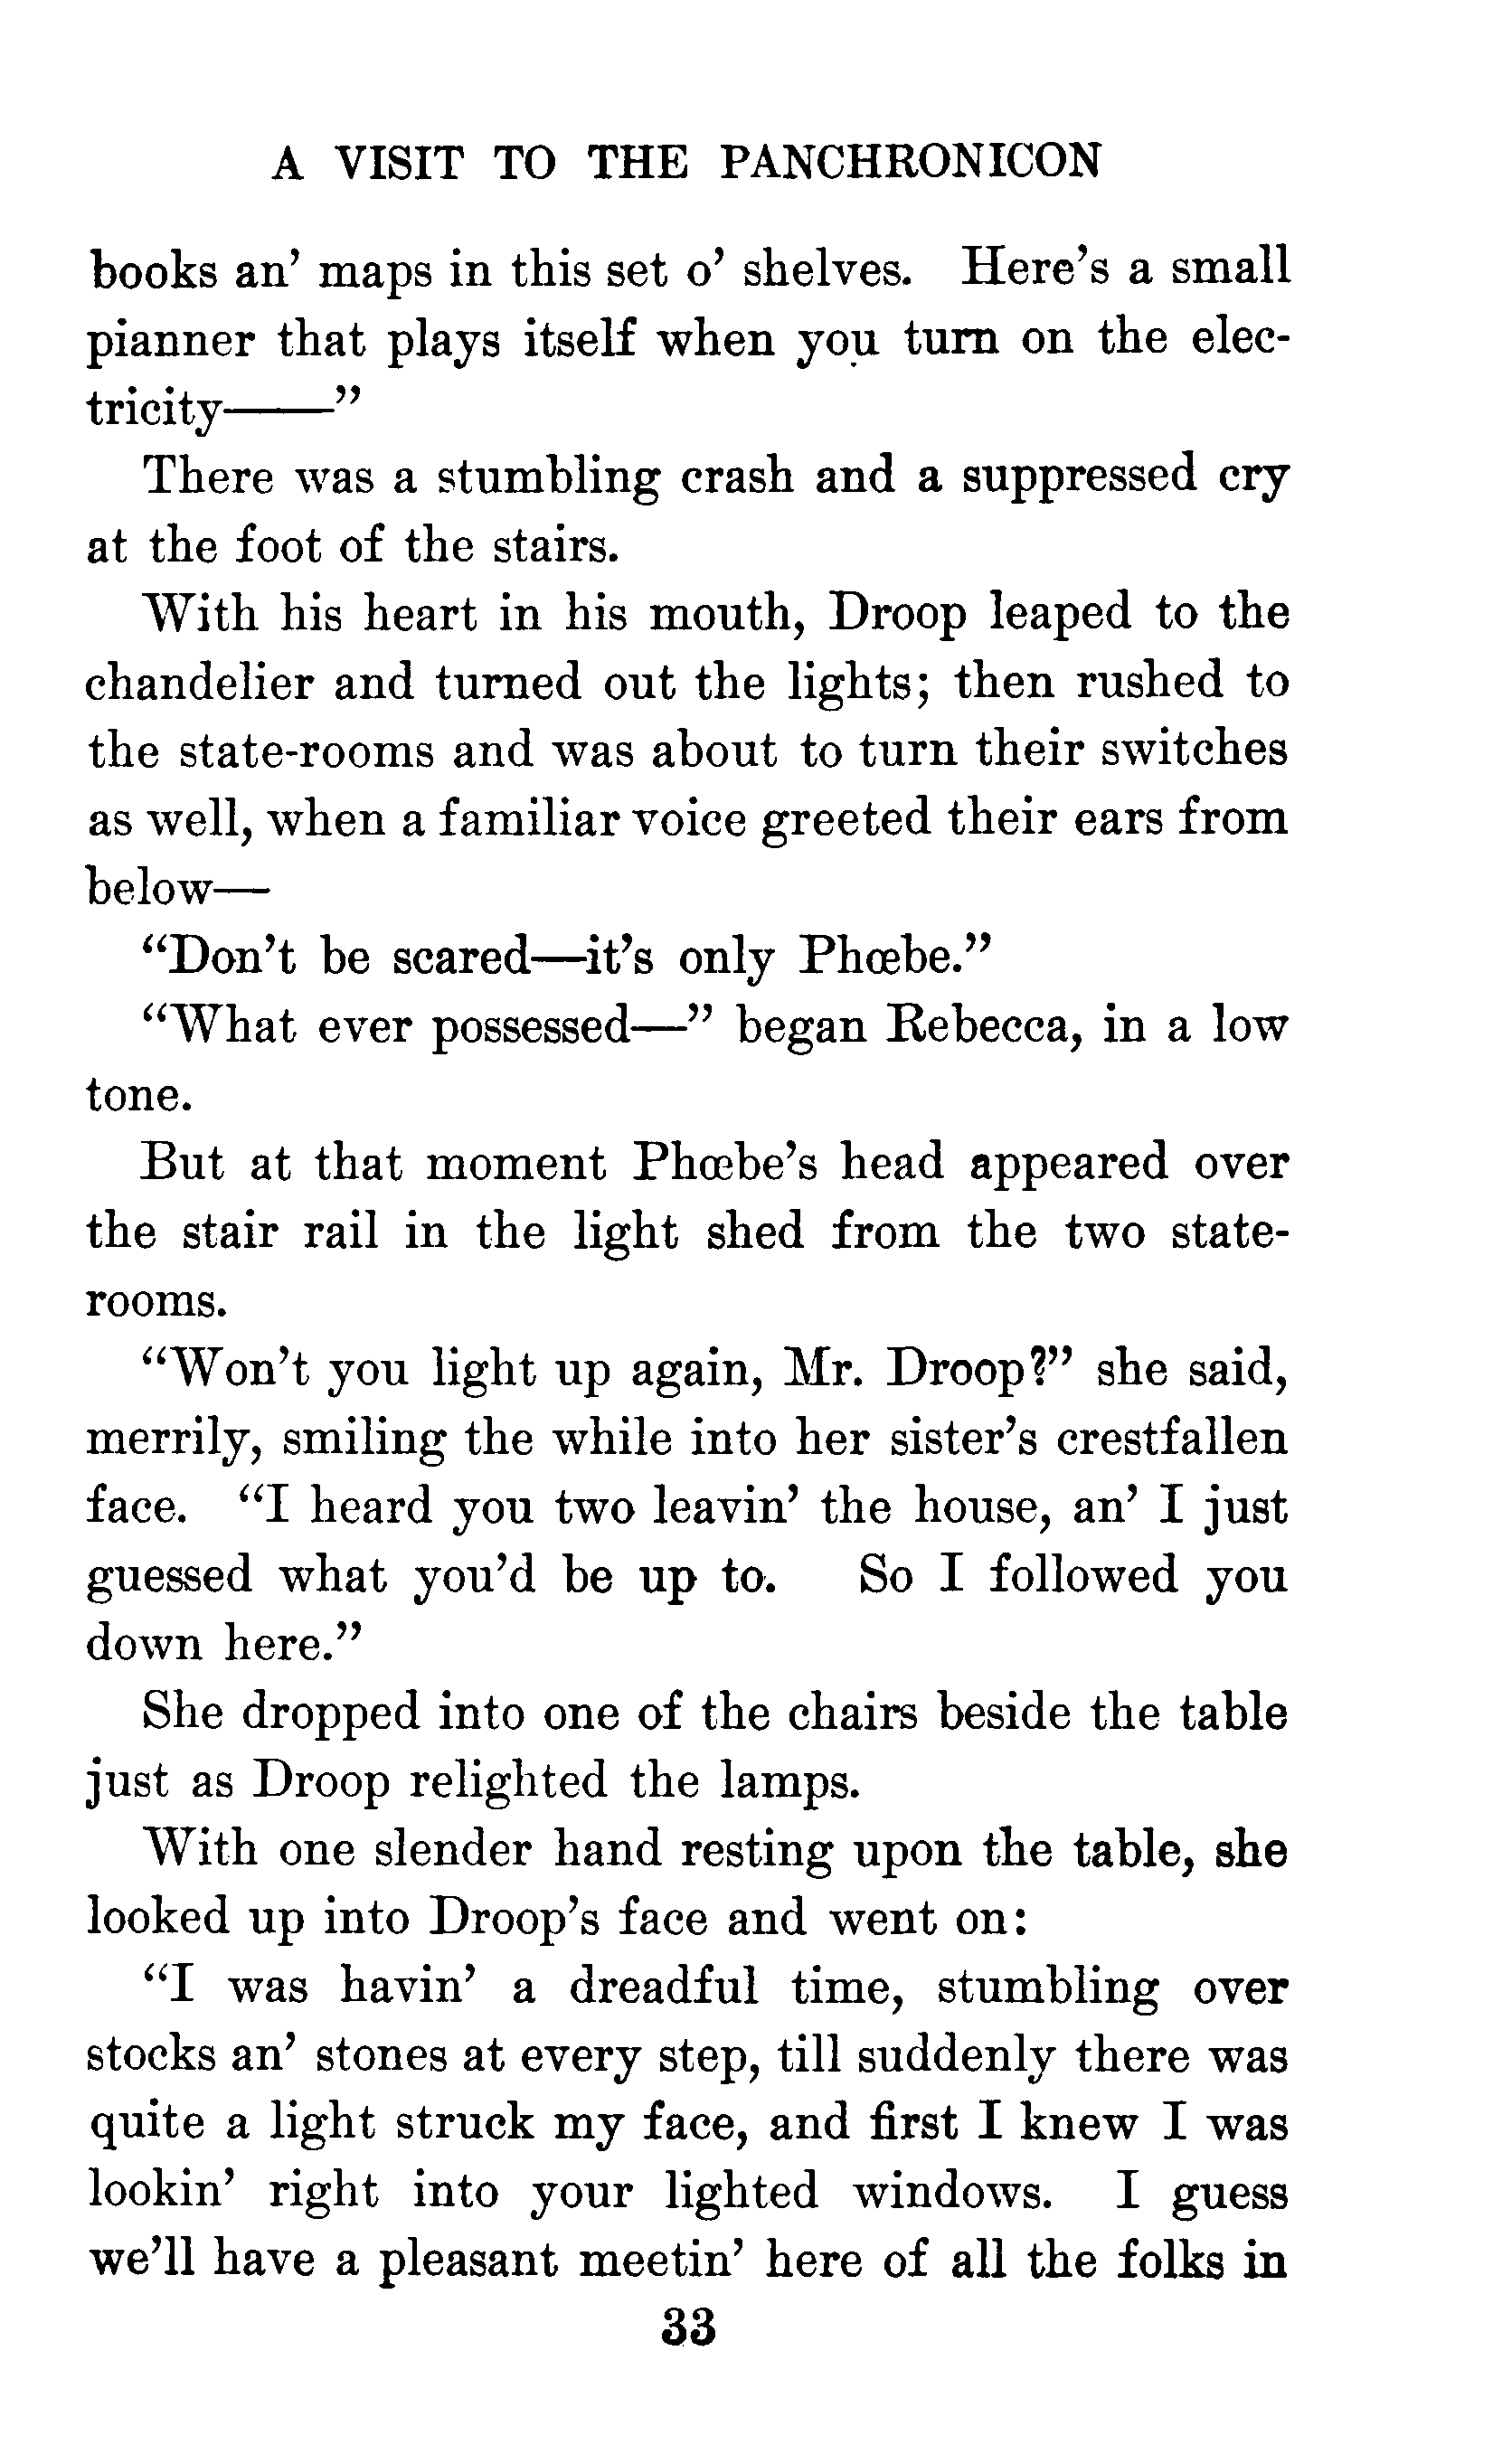 A VISIT TO THE PANCHRONICON
books an’ maps in this set o’ shelves. Here’s a small
pianner that plays itself when you turn on the elec-
tricity——”
There was a stumbling crash and a suppressed cry
at the foot of the stairs.
With his heart in his mouth, Droop leaped to the
chandelier and turned out the lights; then rushed to
the state-rooms and was about to turn their switches
as well, when a familiar voice greeted their ears from
below—
“Don’t be scared—it’s only Phœbe.”
“What ever possessed—” began Rebecca, in a low
tone.
But at that moment Phœbe’s head appeared over
the stair rail in the light shed from the two state-
rooms.
“Won’t you light up again, Mr. Droop?” she said,
merrily, smiling the while into her sister’s crestfallen
face. “I heard you two leavin’ the house, an’ I just
guessed what you’d be up to. So I followed you
down here.”
She dropped into one of the chairs beside the table
just as Droop relighted the lamps.
With one slender hand resting upon the table, she
looked up into Droop’s face and went on:
“I was havin’ a dreadful time, stumbling over
stocks an’ stones at every step, till suddenly there was
quite a light struck my face, and first I knew I was
lookin’ right into your lighted windows. I guess
we’ll have a pleasant meetin’ here of all the folks in
33